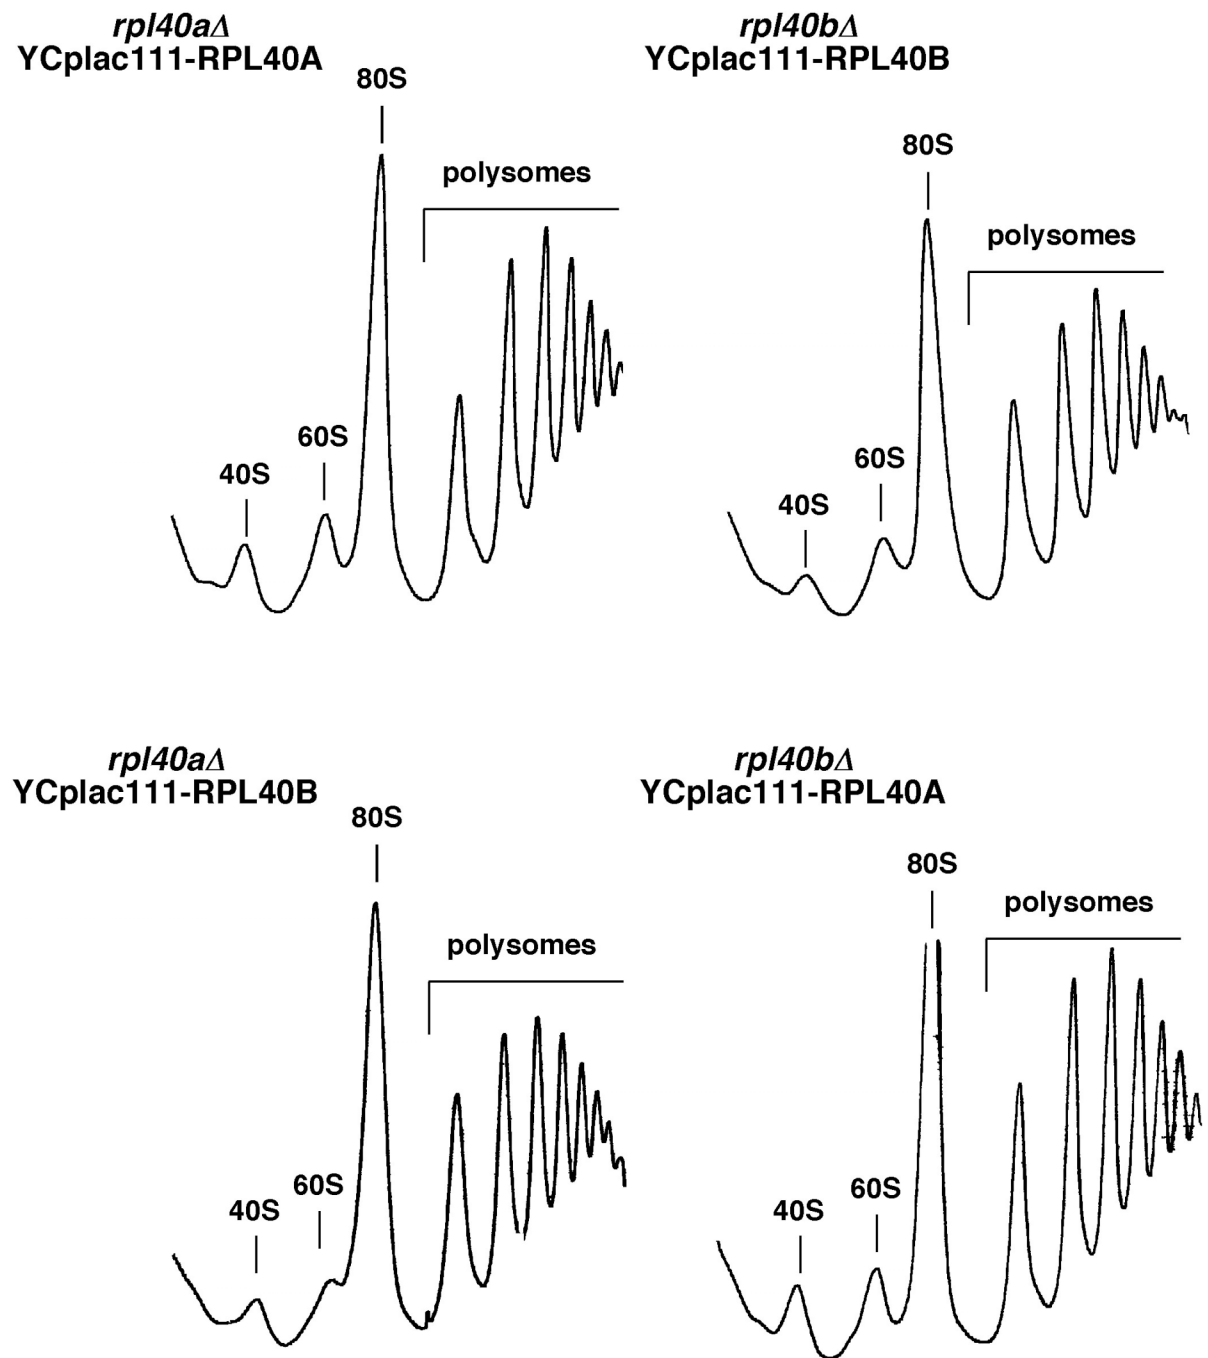 rpl40aΔ
YCplac111-RPL40A
80S
polysomes
60S
40S
rpl40bΔ
YCplac111-RPL40B
80S
polysomes
60S
40S
rpl40aΔ
YCplac111-RPL40B
80S
polysomes
60S
40S
rpl40bΔ
YCplac111-RPL40A
80S
polysomes
60S
40S